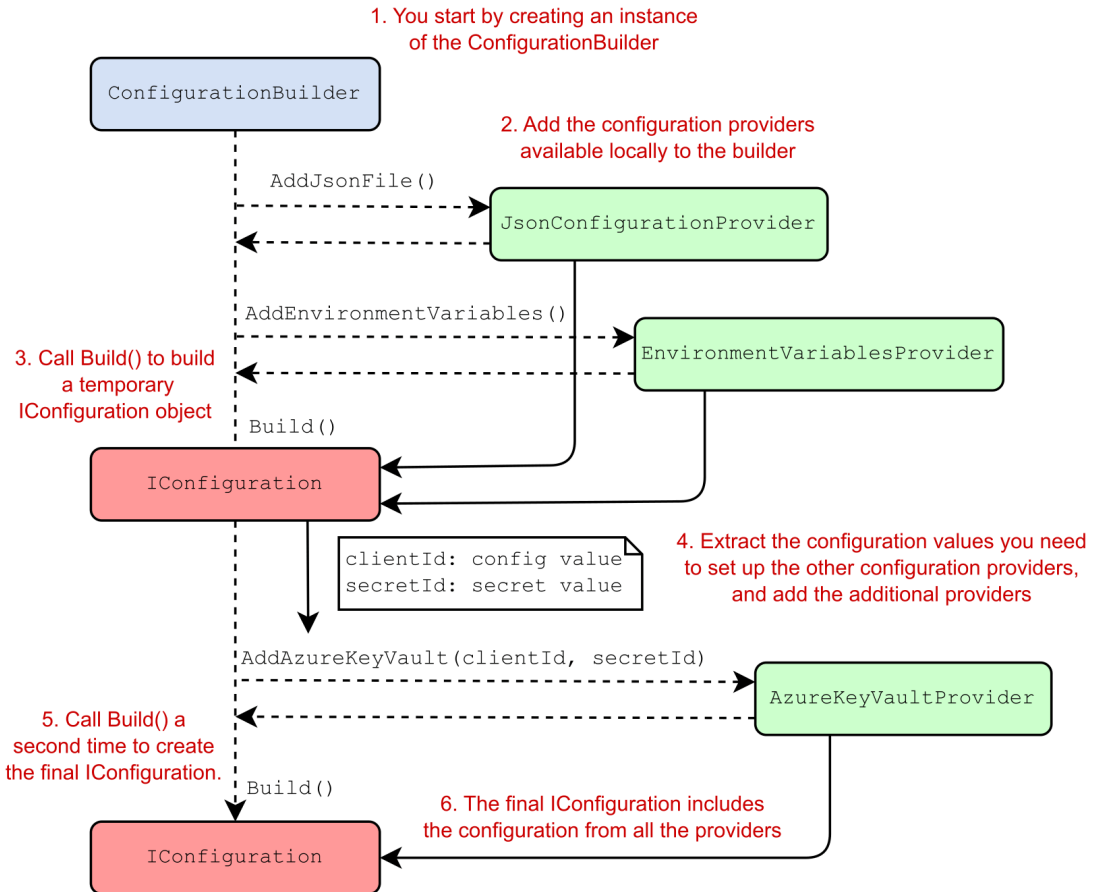 1. You start by creating an instance
of the ConfigurationBuilder
ConfigurationBuilder
2. Add the configuration providers
available locally to the builder
AddJsonFile()
JsonConfigurationProvider
AddEnvironmentVariables()
EnvironmentVariablesProvider
3. Call Build() to build
a temporary
IConfiguration object
Build()
IConfiguration
clientId: config value
secretId: secret value
4. Extract the configuration values you need
to set up the other configuration providers,
and add the additional providers
AddAzureKeyVault(clientId, secretId)
AzureKeyVaultProvider
5. Call Build() a
second time to create
the final IConfiguration.
Build()
6. The final IConfiguration includes
the configuration from all the providers
IConfiguration